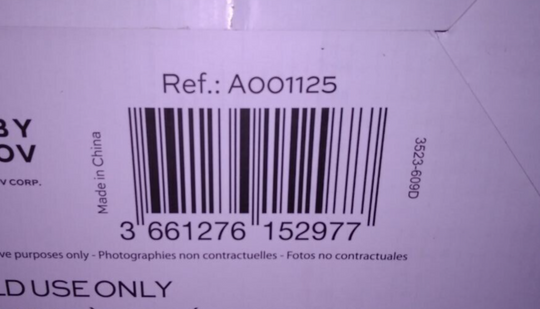 Ref.: A001125
BY
OV
V CORP.
Made in China
3523-609D
3 661276 152977
ve purposes only - Photographies non contractuelles - Fotos no contractuales
LD USE ONLY